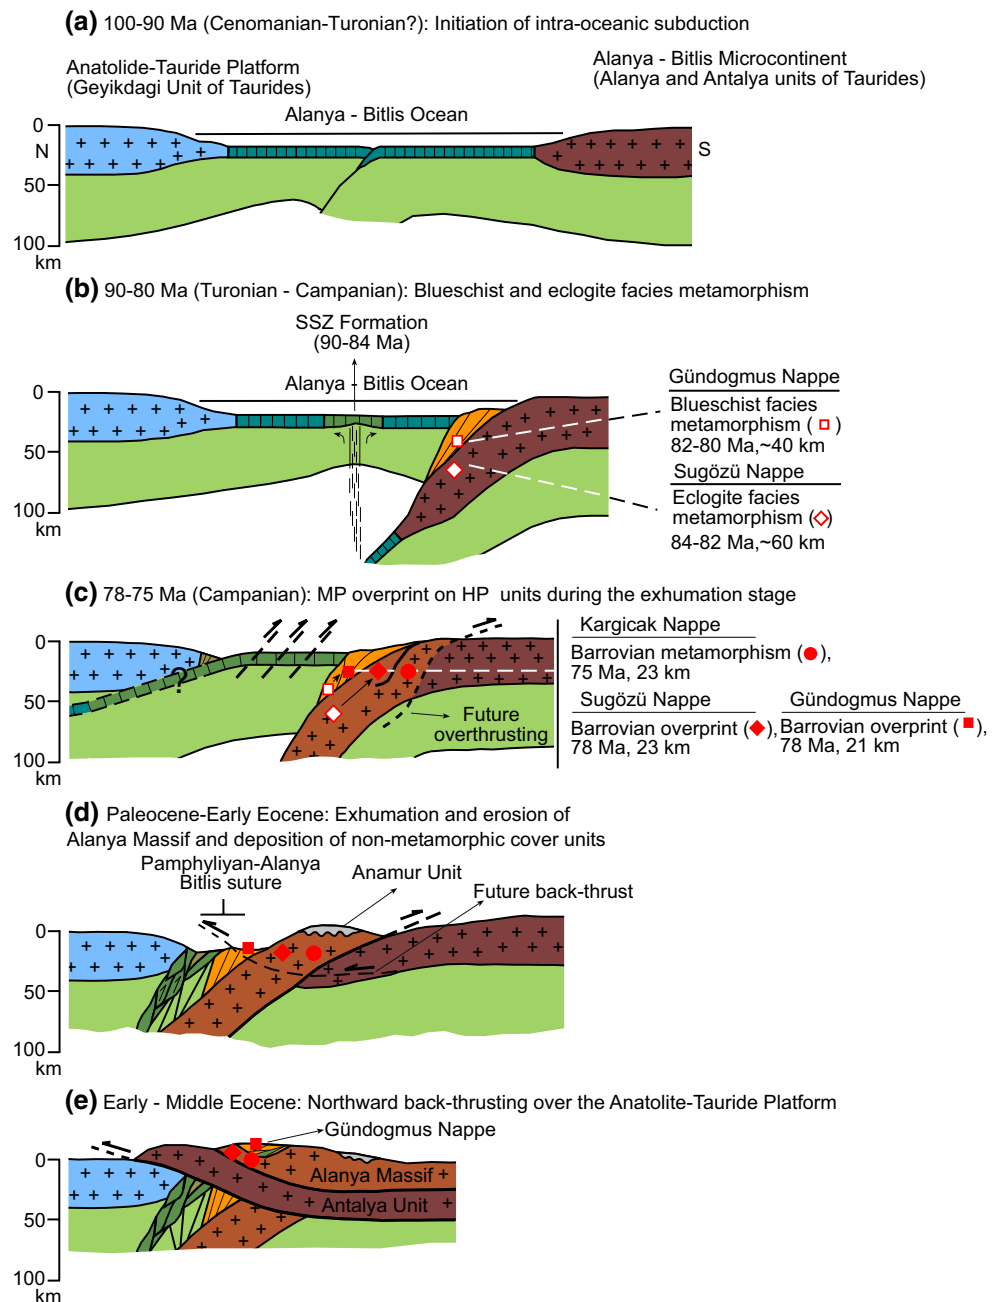 (a) 100-90 Ma (Cenomanian-Turonian?): Initiation of intra-oceanic subduction
Anatolide-Tauride Platform
(Geyikdagi Unit of Taurides)
Alanya - Bitlis Microcontinent
(Alanya and Antalya units of Taurides)
Alanya - Bitlis Ocean
0
N
S
50
100
km
(b) 90-80 Ma (Turonian - Campanian): Blueschist and eclogite facies metamorphism
SSZ Formation
(90-84 Ma)
Alanya - Bitlis Ocean
0
50
100
km
Gündogmus Nappe
Blueschist facies
metamorphism ( )
82-80 Ma,~40 km
Sugözü Nappe
Eclogite facies
metamorphism ( )
84-82 Ma,~60 km
(c) 78-75 Ma (Campanian): MP overprint on HP units during the exhumation stage
0
50
100
km
?
Future
overthrusting
Kargicak Nappe
Barrovian metamorphism ( ),
75 Ma, 23 km
Sugözü Nappe
Barrovian overprint ( ),
78 Ma, 23 km
Gündogmus Nappe
Barrovian overprint ( ),
78 Ma, 21 km
(d) Paleocene-Early Eocene: Exhumation and erosion of
Alanya Massif and deposition of non-metamorphic cover units
Pamphyliyan-Alanya
Bitlis suture
Anamur Unit
Future back-thrust
0
50
100
km
(e) Early - Middle Eocene: Northward back-thrusting over the Anatolite-Tauride Platform
Gündogmus Nappe
0
Alanya Massif
Antalya Unit
50
100
km